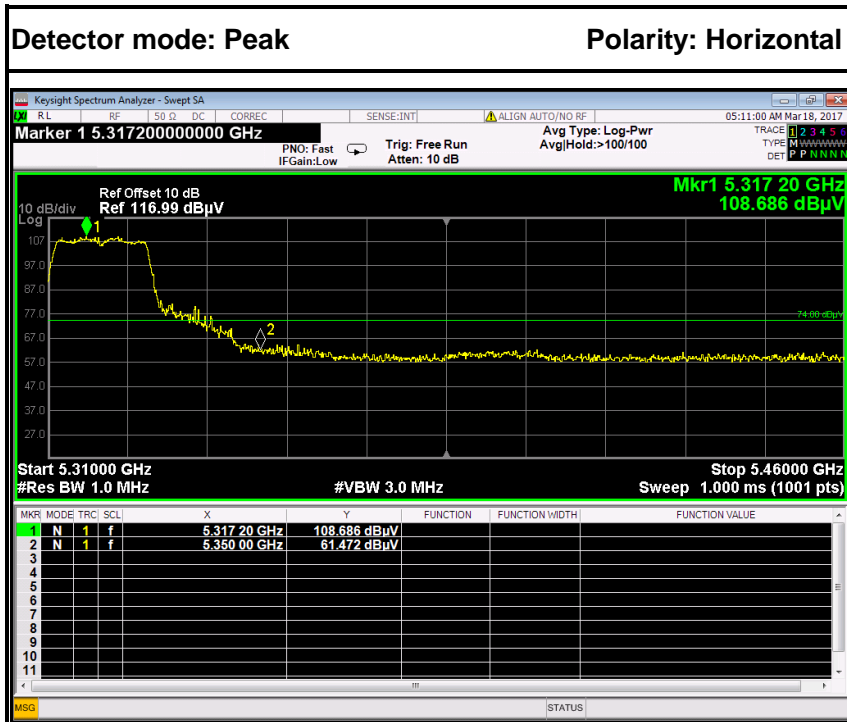 Detector mode: Peak Polarity: Horizontal
Keysight Spectrum Analyzer - Swept SA
LXI RL RF 50 Ω DC CORREC SENSE:INT ALIGN AUTO/NO RF 05:11:00 AM Mar 18, 2017
Marker 1 5.317200000000 GHz Avg Type: Log-Pwr TRACE 1 2 3 4 5 6
PNO: Fast Trig: Free Run Avg|Hold:>100/100 TYPE M WWWWW
IFGain:Low Atten: 10 dB DET P P N N N N
Mkr1 5.317 20 GHz
Ref Offset 10 dB
10 dB/div Ref 116.99 dBµV 108.686 dBµV
Log
1
107
97.0
87.0
77.0
74.00 dBµV
2
67.0
57.0
47.0
37.0
27.0
Start 5.31000 GHz Stop 5.46000 GHz
#Res BW 1.0 MHz #VBW 3.0 MHz Sweep 1.000 ms (1001 pts)
MKR MODE TRC SCL X Y FUNCTION FUNCTION WIDTH FUNCTION VALUE
1 N 1 f 5.317 20 GHz 108.686 dBµV
2 N 1 f 5.350 00 GHz 61.472 dBµV
3
4
5
6
7
8
9
10
11
MSG STATUS